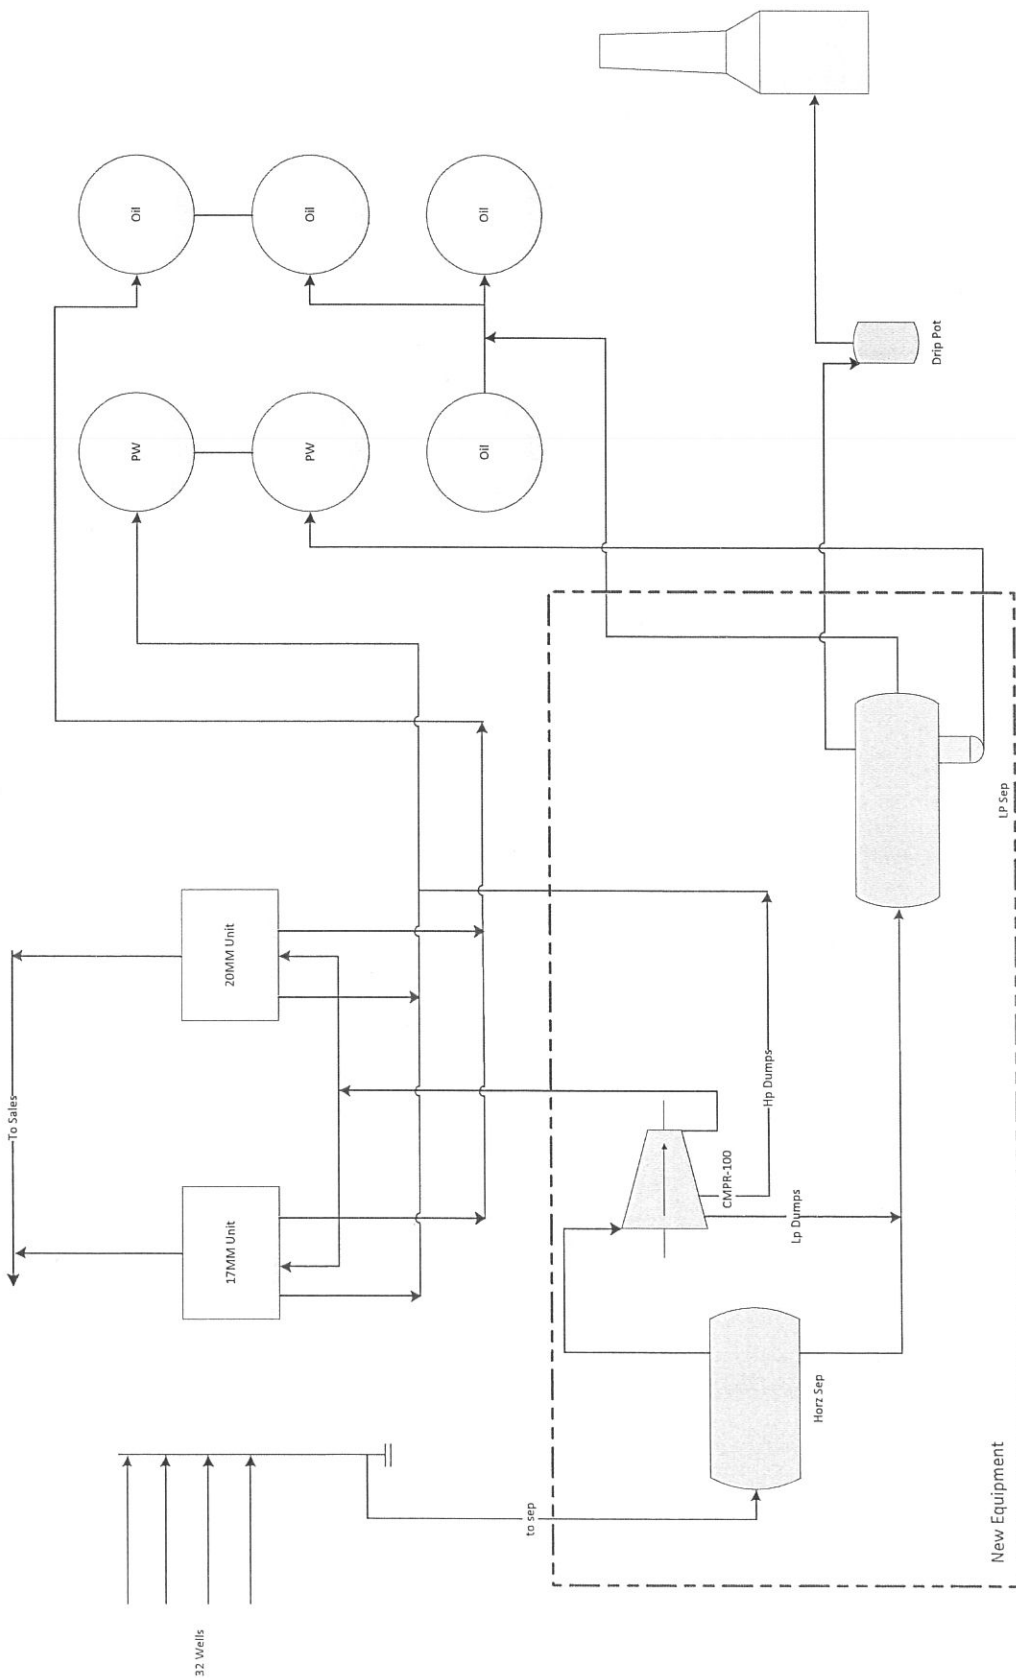 32 Wells
to sep
To Sales
17MM Unit
20MM Unit
PW
PW
Oil
Oil
Oil
Oil
Horz Sep
CMPR-100
Lp Dumps
Hp Dumps
LP Sep
Drip Pot
New Equipment